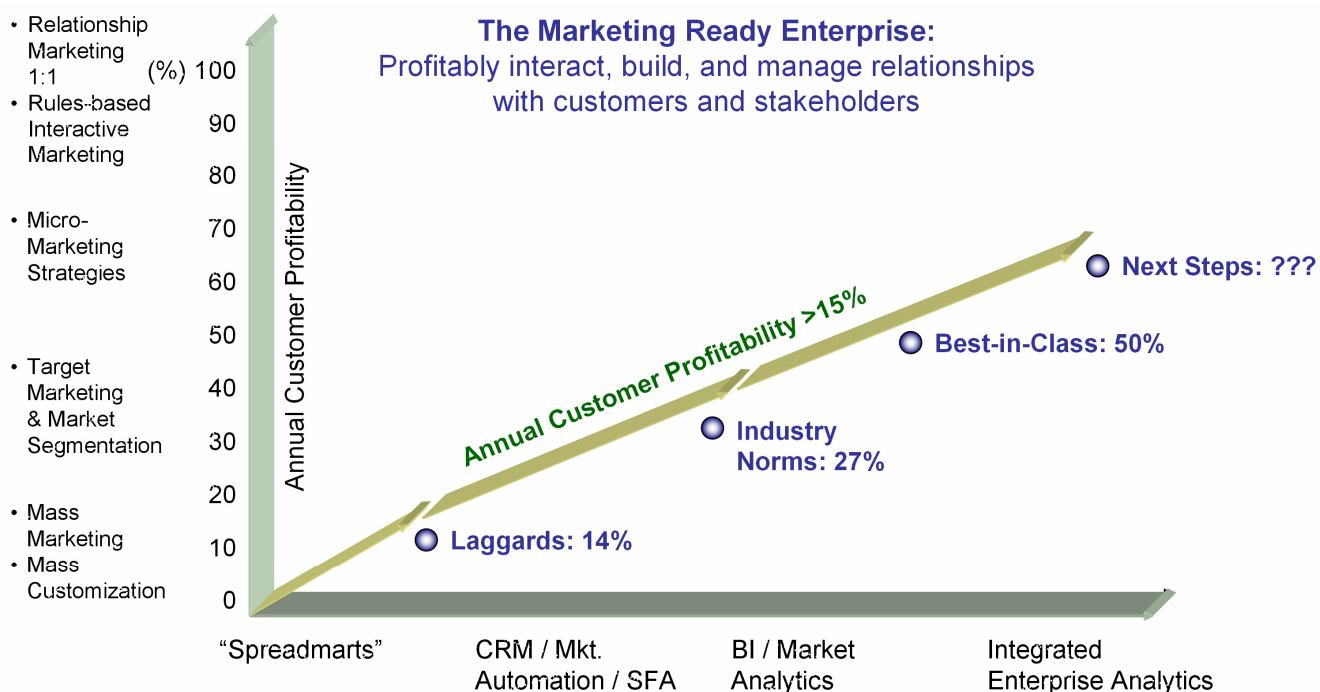 The Marketing Ready Enterprise:
Profitably interact, build, and manage relationships
with customers and stakeholders
• Relationship
Marketing
1:1
• Rules-based
Interactive
Marketing
• Micro-
Marketing
Strategies
• Target
Marketing
& Market
Segmentation
• Mass
Marketing
• Mass
Customization
(%) 100
90
80
70
60
50
40
30
20
10
0
Annual Customer Profitability
Annual Customer Profitability >15%
Next Steps: ???
Best-in-Class: 50%
Industry
Norms: 27%
Laggards: 14%
“Spreadmarts”
CRM / Mkt.
Automation / SFA
BI / Market
Analytics
Integrated
Enterprise Analytics